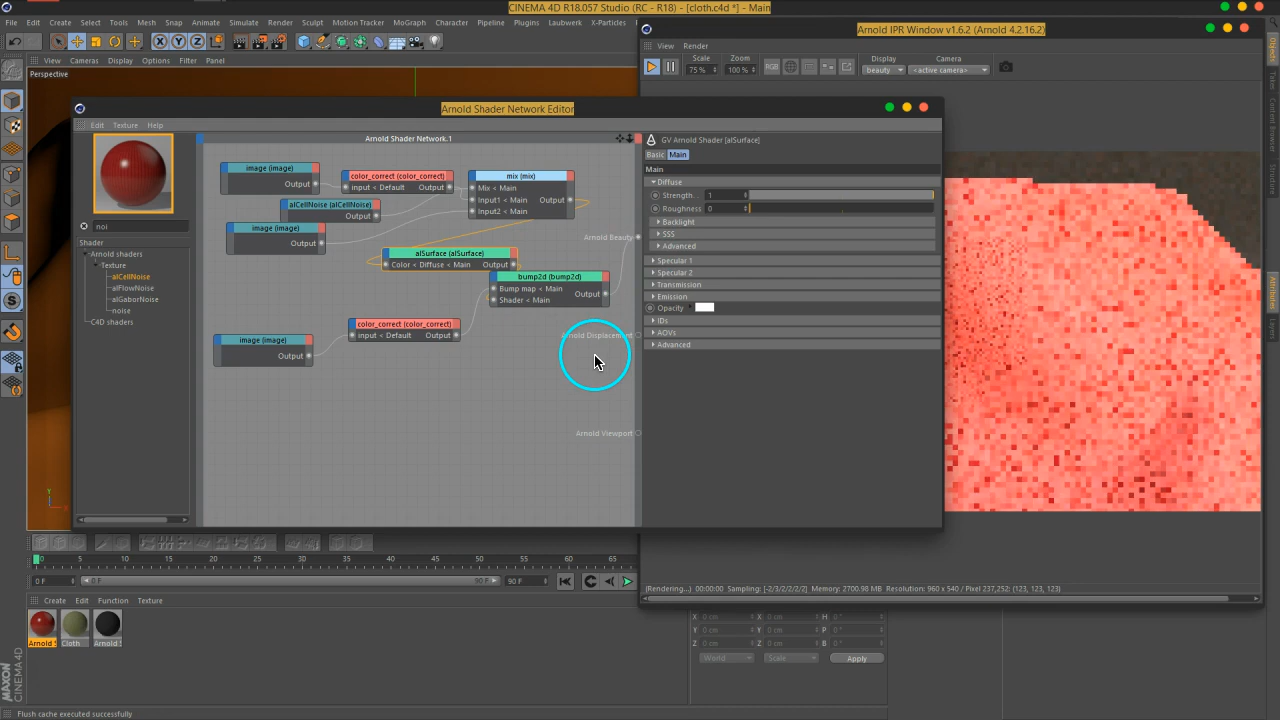 CINEMA 4D R18.057 Studio (RC - R18) - [cloth.c4d *] - Main
File Edit Create Select Tools Mesh Snap Animate Simulate Render Sculpt Motion Tracker MoGraph Character Pipeline Plugins Laubwerk X-Particles
Arnold IPR Window v1.6.2 (Arnold 4.2.16.2)
View Render
Scale Zoom Display Camera
75 % 100 % RGB beauty <active camera>
View Cameras Display Options Filter Panel
Perspective
Arnold Shader Network Editor
Edit Texture Help
Arnold Shader Network.1
noi
Shader
Arnold shaders
Texture
alCellNoise
alFlowNoise
alGaborNoise
noise
C4D shaders
image (image)
Output
color_correct (color_correct)
input < Default Output
mix (mix)
Mix < Main
Input1 < Main Output
Input2 < Main
alCellNoise (alCellNoise)
Output
image (image)
Output
alSurface (alSurface)
Color < Diffuse < Main Output
bump2d (bump2d)
Bump map < Main Output
Shader < Main
color_correct (color_correct)
input < Default Output
image (image)
Output
Arnold Beauty
Arnold Displacement
Arnold Viewport
GV Arnold Shader [alSurface]
Basic Main
Main
Diffuse
Strength 1
Roughness 0
Backlight
SSS
Advanced
Specular 1
Specular 2
Transmission
Emission
Opacity
IDs
AOVs
Advanced
Objects
Takes
Content Browser
Structure
Attributes
Layers
(Rendering...) 00:00:00 Sampling: [-2/3/2/2/2/2] Memory: 2700.98 MB Resolution: 960 x 540 / Pixel 237,252: (123, 123, 123)
0 5 10 15 20 25 30 35 40 45 50 55 60 65
0 F 0 F 90 F 90 F
Create Edit Function Texture
Arnold Cloth Arnold
X 0 cm X 0 cm H 0 °
Y 0 cm Y 0 cm P 0 °
Z 0 cm Z 0 cm B 0 °
World Scale Apply
MAXON CINEMA 4D
Flush cache executed successfully